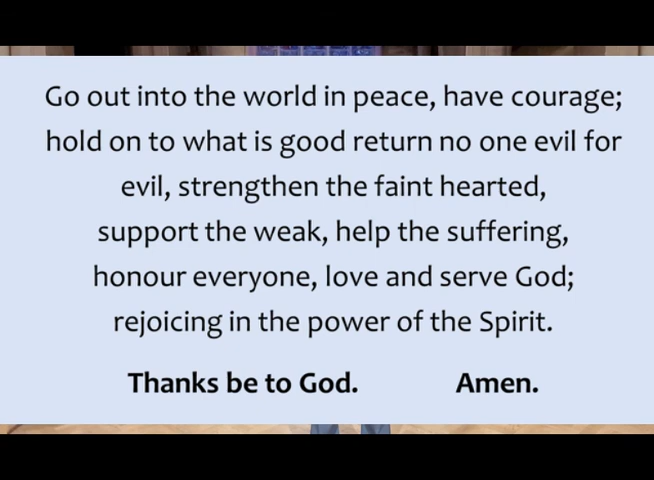 Go out into the world in peace, have courage;
hold on to what is good return no one evil for
evil, strengthen the faint hearted,
support the weak, help the suffering,
honour everyone, love and serve God;
rejoicing in the power of the Spirit.
Thanks be to God. Amen.